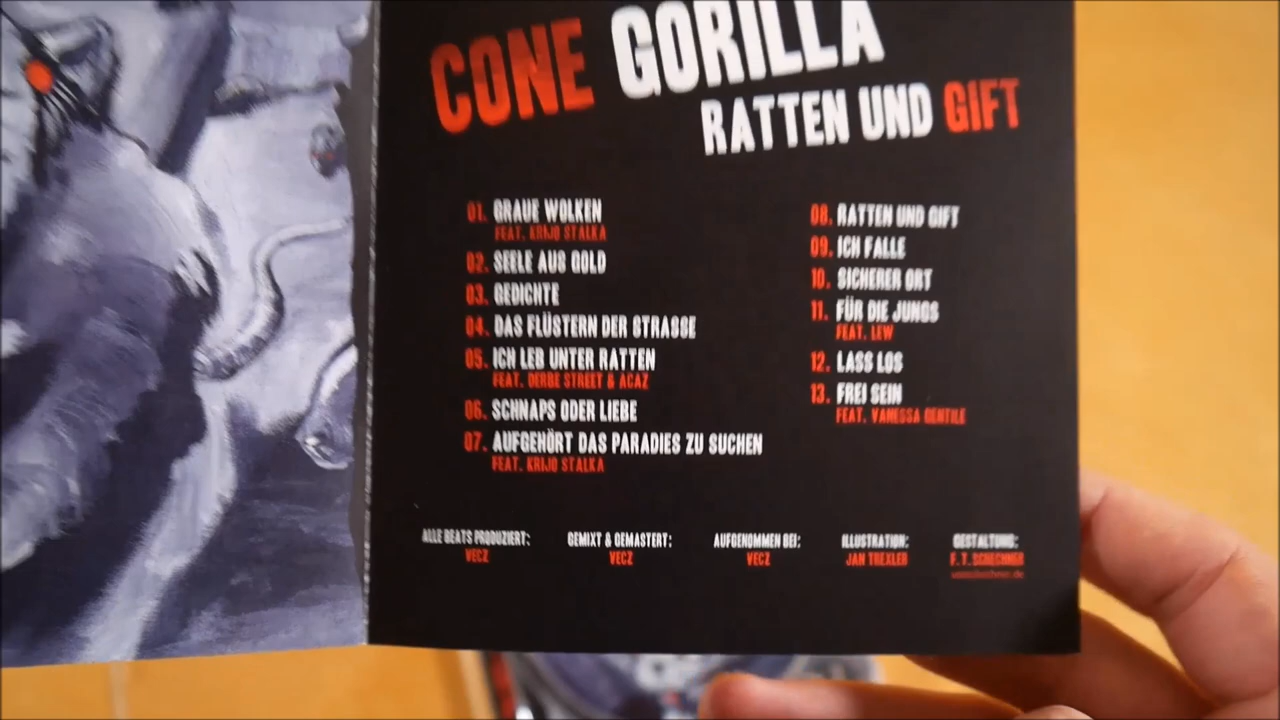 CONE GORILLA
RATTEN UND GIFT
01. GRAUE WOLKEN
FEAT. KRIJO STALKA
02. SEELE AUS GOLD
03. GEDICHTE
04. DAS FLÜSTERN DER STRASSE
05. ICH LEB UNTER RATTEN
FEAT. DERBE STREET & ACAZ
06. SCHNAPS ODER LIEBE
07. AUFGEHÖRT DAS PARADIES ZU SUCHEN
FEAT. KRIJO STALKA
08. RATTEN UND GIFT
09. ICH FALLE
10. SICHERER ORT
11. FÜR DIE JUNGS
FEAT. LEW
12. LASS LOS
13. FREI SEIN
FEAT. VANESSA GENTILE
ALLE BEATS PRODUZIERT:
VECZ
GEMIXT & GEMASTERT:
VECZ
AUFGENOMMEN BEI:
VECZ
ILLUSTRATION:
JAN TREXLER
GESTALTUNG:
F. T. SCHECHNER